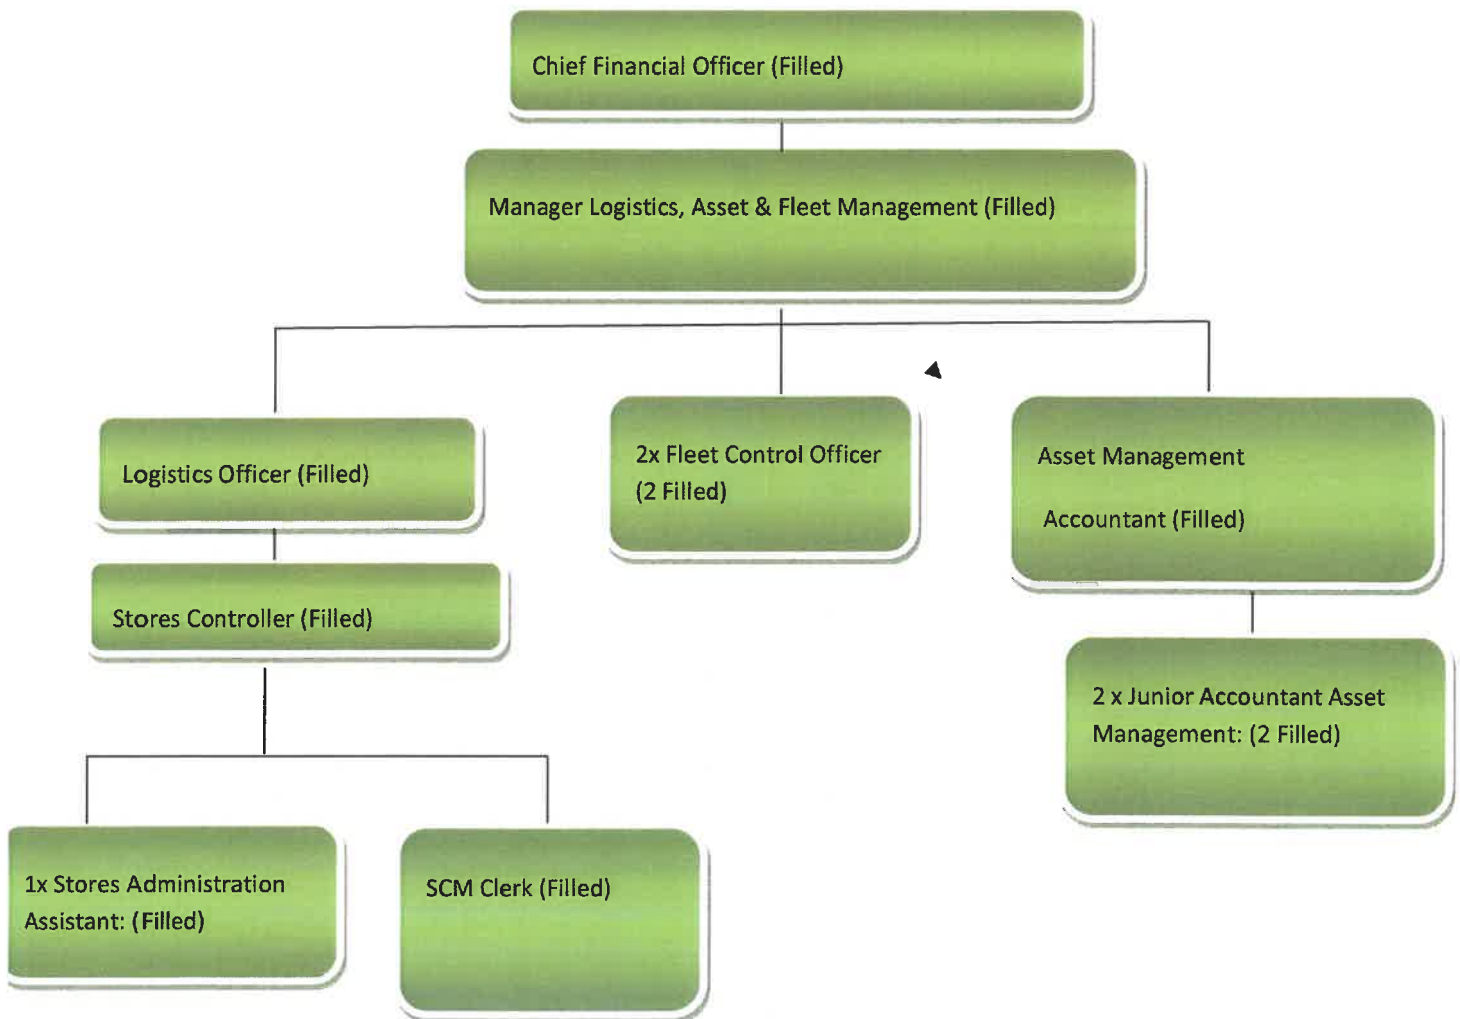 Chief Financial Officer (Filled)
Manager Logistics, Asset & Fleet Management (Filled)
Logistics Officer (Filled)
2x Fleet Control Officer
(2 Filled)
Asset Management
Accountant (Filled)
Stores Controller (Filled)
2 x Junior Accountant Asset
Management: (2 Filled)
1x Stores Administration
Assistant: (Filled)
SCM Clerk (Filled)